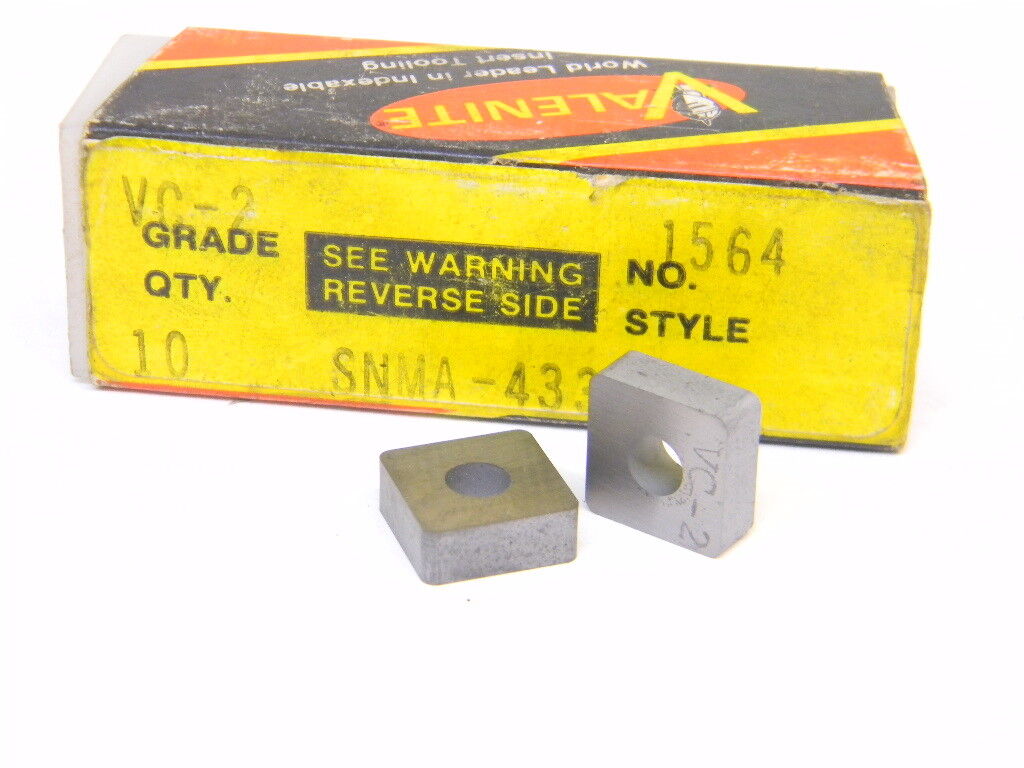 VALENITE
World Leader in Indexable
Insert Tooling
VC-2
GRADE
QTY.
10
SEE WARNING
REVERSE SIDE
SNMA-433
1564
NO.
STYLE
VC-2